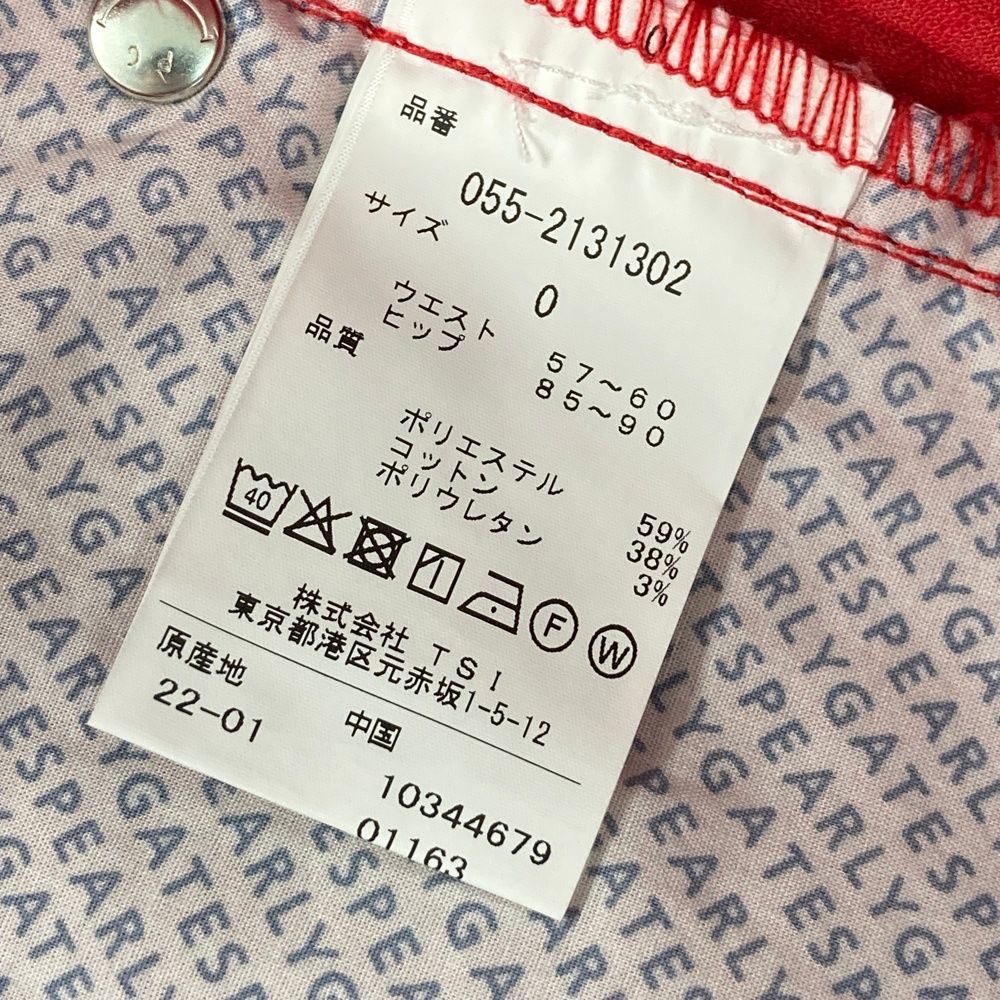 品番
055-2131302
サイズ
0
ウエスト 57～60
ヒップ 85～90
品質
ポリエステル 59%
コットン 38%
ポリウレタン 3%
40
F
W
株式会社 TSI
東京都港区元赤坂1-5-12
原産地 中国
22-01
10344679
01163
PEARLYGATES